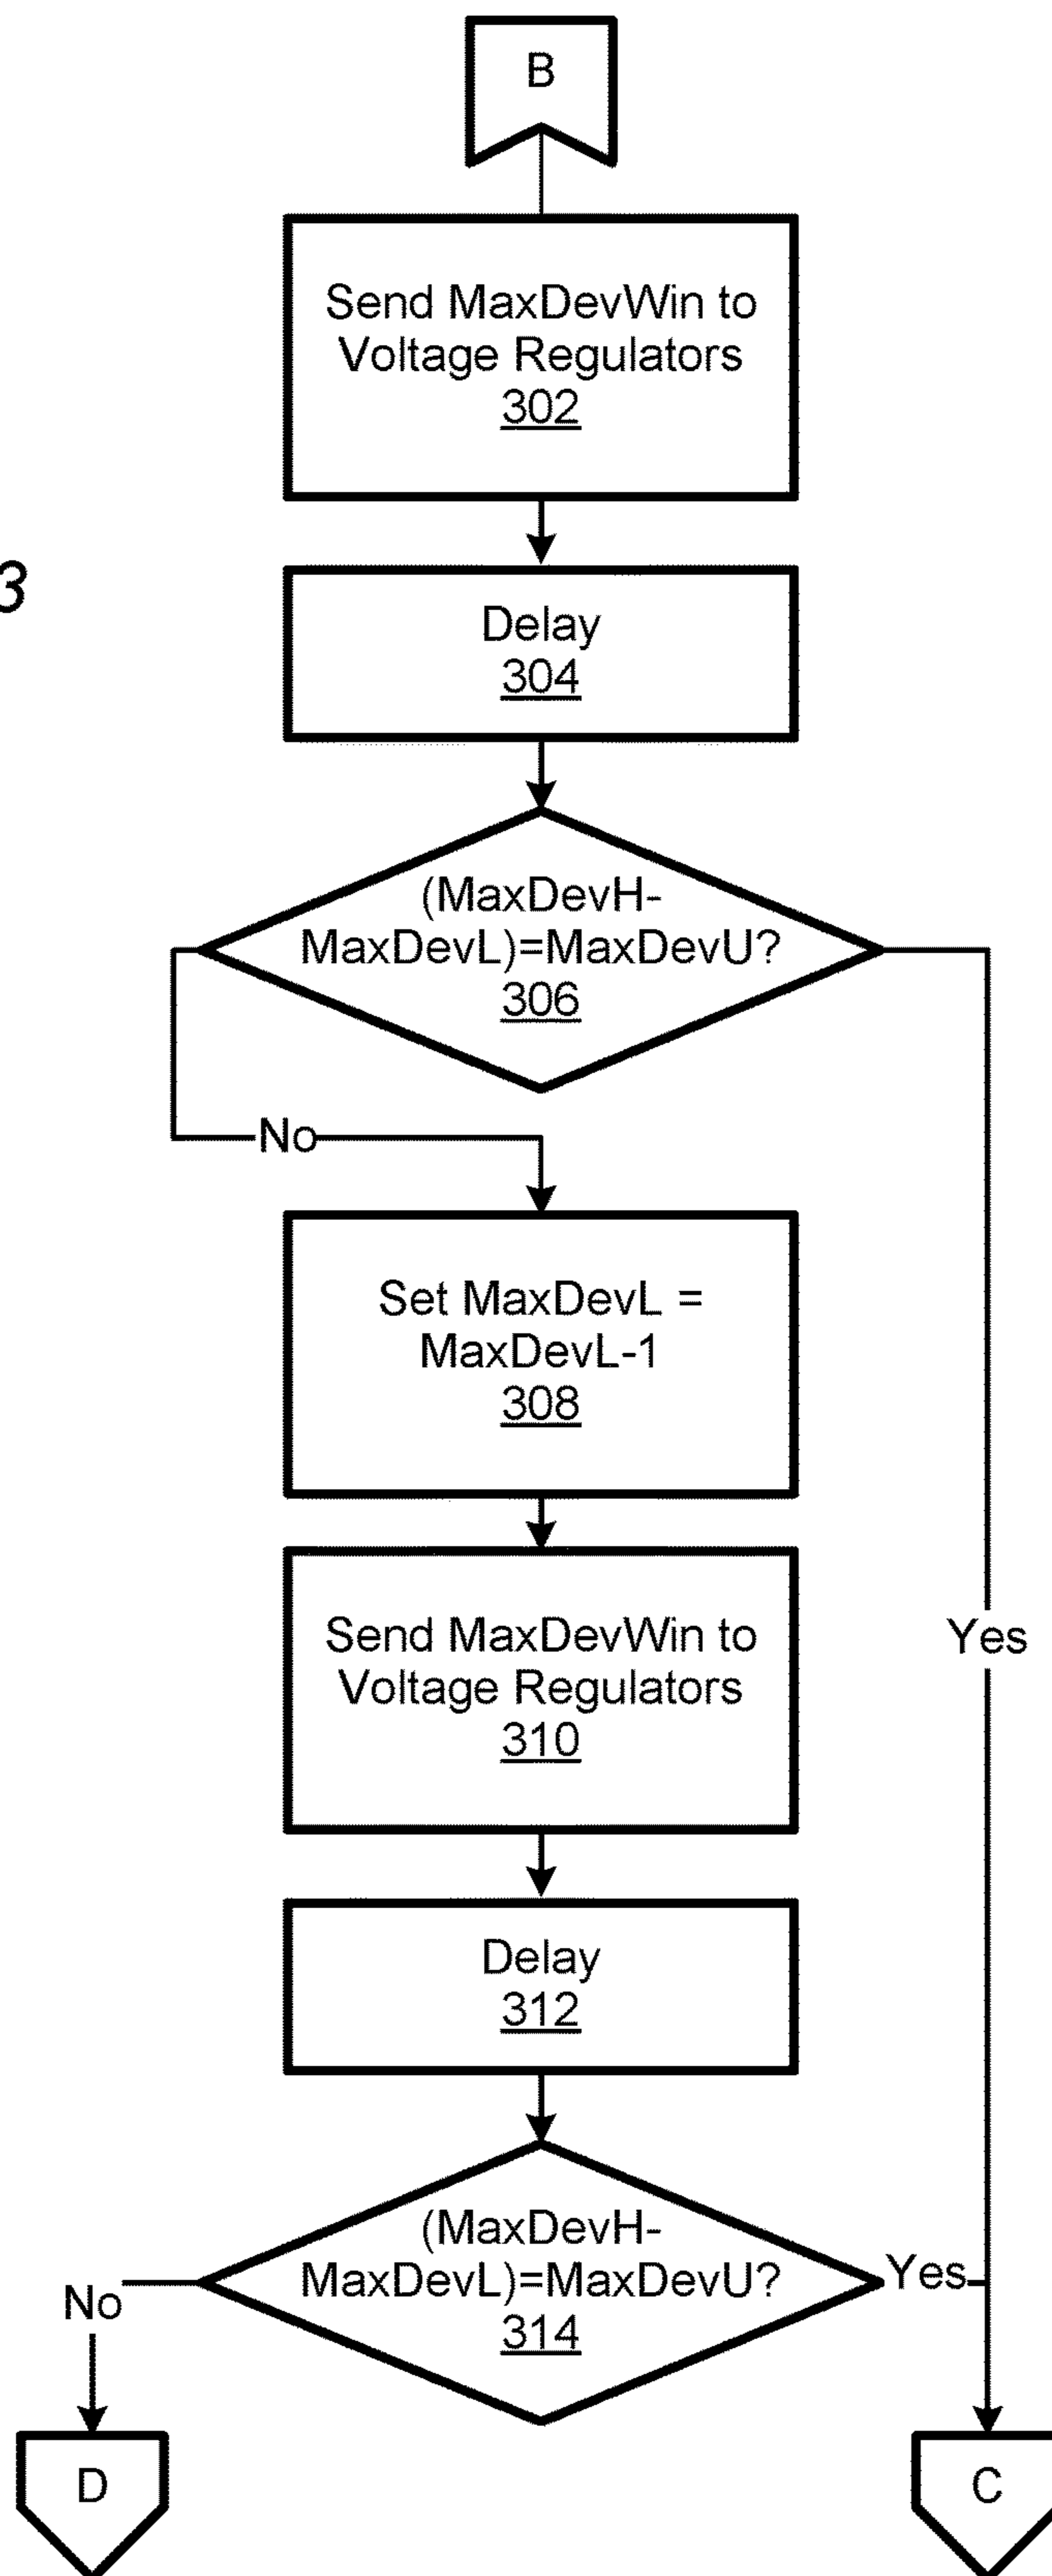 B
Send MaxDevWin to
Voltage Regulators
302
3
Delay
304
(MaxDevH-
MaxDevL)=MaxDevU?
306
No
Set MaxDevL =
MaxDevL-1
308
Send MaxDevWin to
Voltage Regulators
310
Yes
Delay
312
(MaxDevH-
MaxDevL)=MaxDevU?
314
Yes
No
D
C